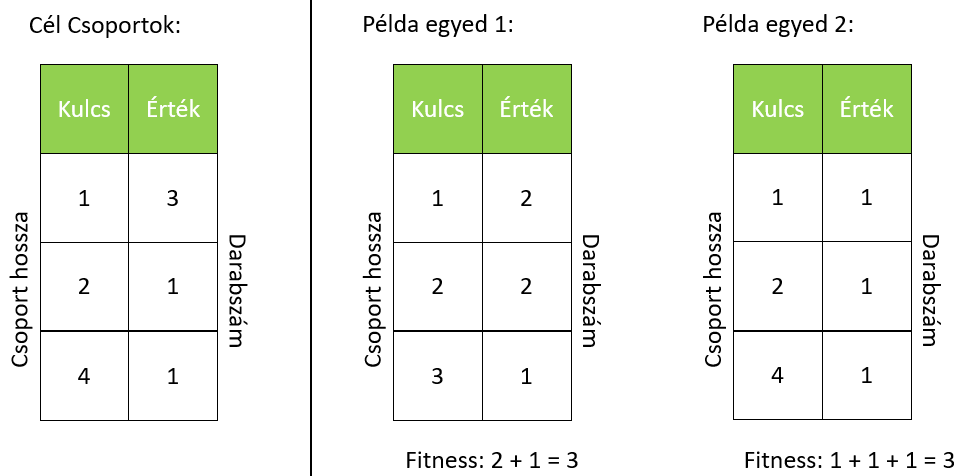 Cél Csoportok:
Kulcs Érték
1 3
2 1
4 1
Csoport hossza
Darabszám
Példa egyed 1:
Kulcs Érték
1 2
2 2
3 1
Csoport hossza
Darabszám
Fitness: 2 + 1 = 3
Példa egyed 2:
Kulcs Érték
1 1
2 1
4 1
Csoport hossza
Darabszám
Fitness: 1 + 1 + 1 = 3